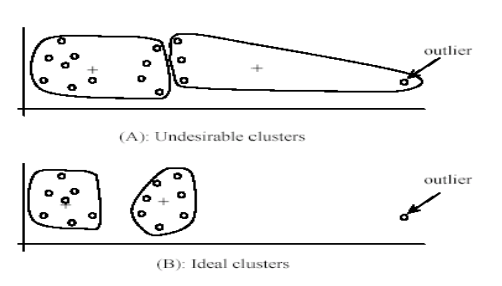 outlier
(A): Undesirable clusters
outlier
(B): Ideal clusters